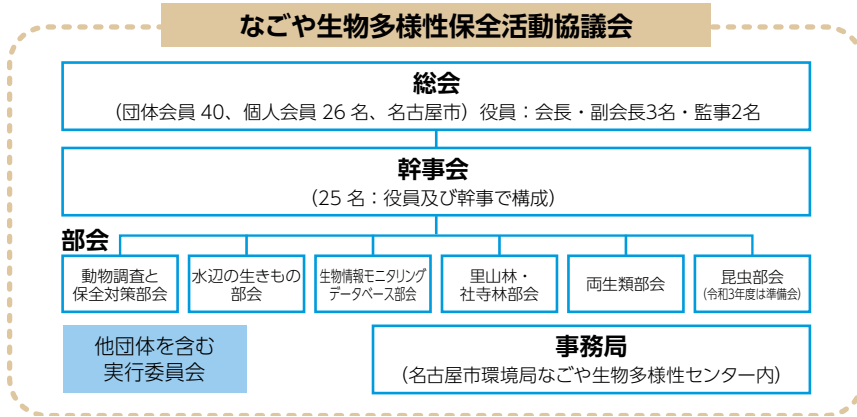 なごや生物多様性保全活動協議会
総会
(団体会員 40、個人会員 26 名、名古屋市) 役員：会長・副会長3名・監事2名
幹事会
(25 名：役員及び幹事で構成)
部会
動物調査と
保全対策部会
水辺の生きもの
部会
生物情報モニタリング
データベース部会
里山林・
社寺林部会
両生類部会
昆虫部会
(令和3年度は準備会)
他団体を含む
実行委員会
事務局
(名古屋市環境局なごや生物多様性センター内)